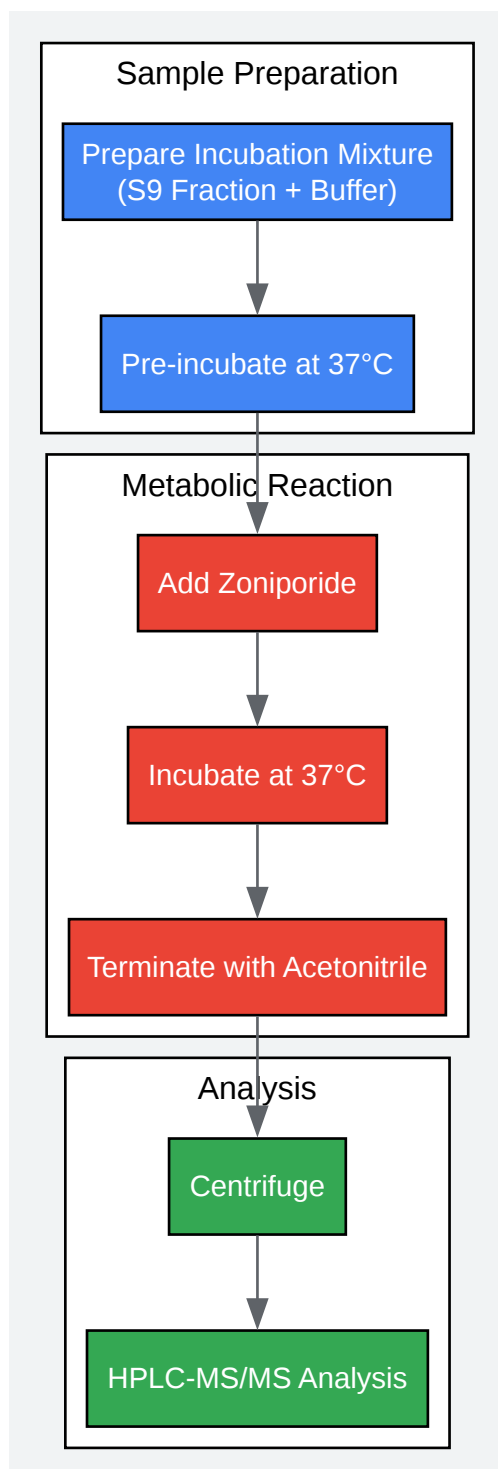 Sample Preparation
Prepare Incubation Mixture
(S9 Fraction + Buffer)
Pre-incubate at 37°C
Metabolic Reaction
Add Zoniporide
Incubate at 37°C
Terminate with Acetonitrile
Analysis
Centrifuge
HPLC-MS/MS Analysis